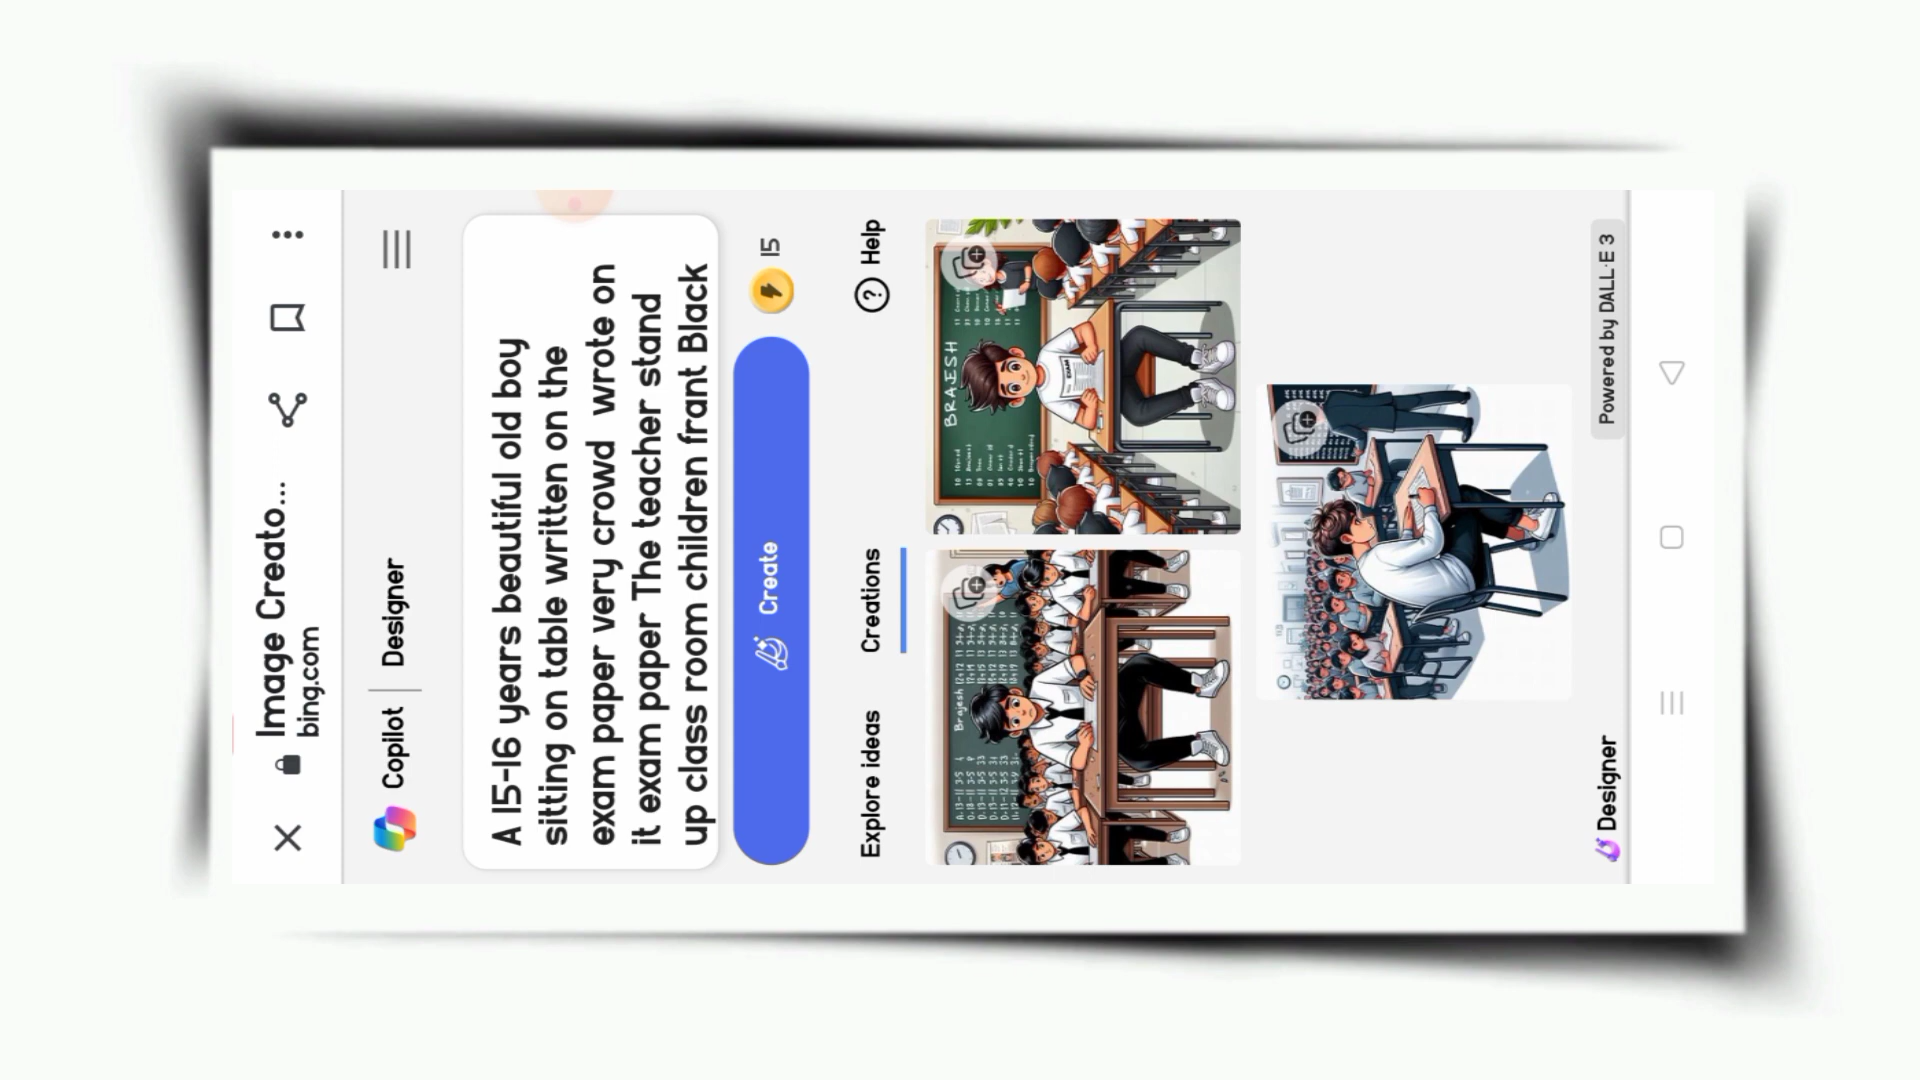 Image Creato...
bing.com
Copilot | Designer
A 15-16 years beautiful old boy
sitting on table written on the
exam paper very crowd wrote on
it exam paper The teacher stand
up class room children frant Black
Create
15
Explore ideas
Creations
Help
Brajesh
BRAJESH
EXAM
Designer
Powered by DALL·E 3